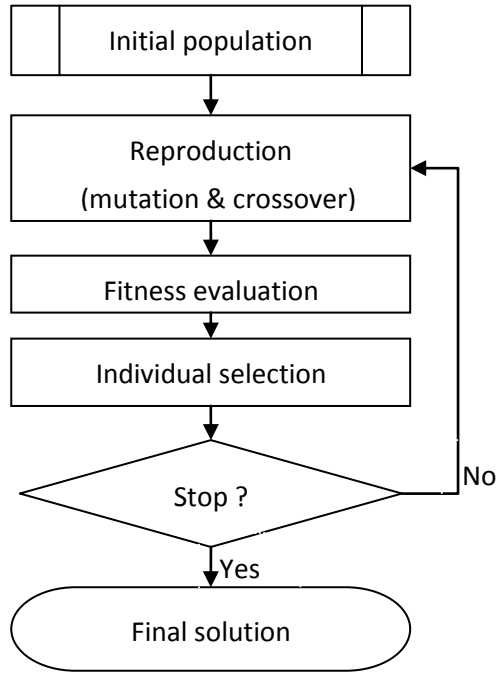 Initial population
Reproduction
(mutation & crossover)
Fitness evaluation
Individual selection
Stop ?
No
Yes
Final solution